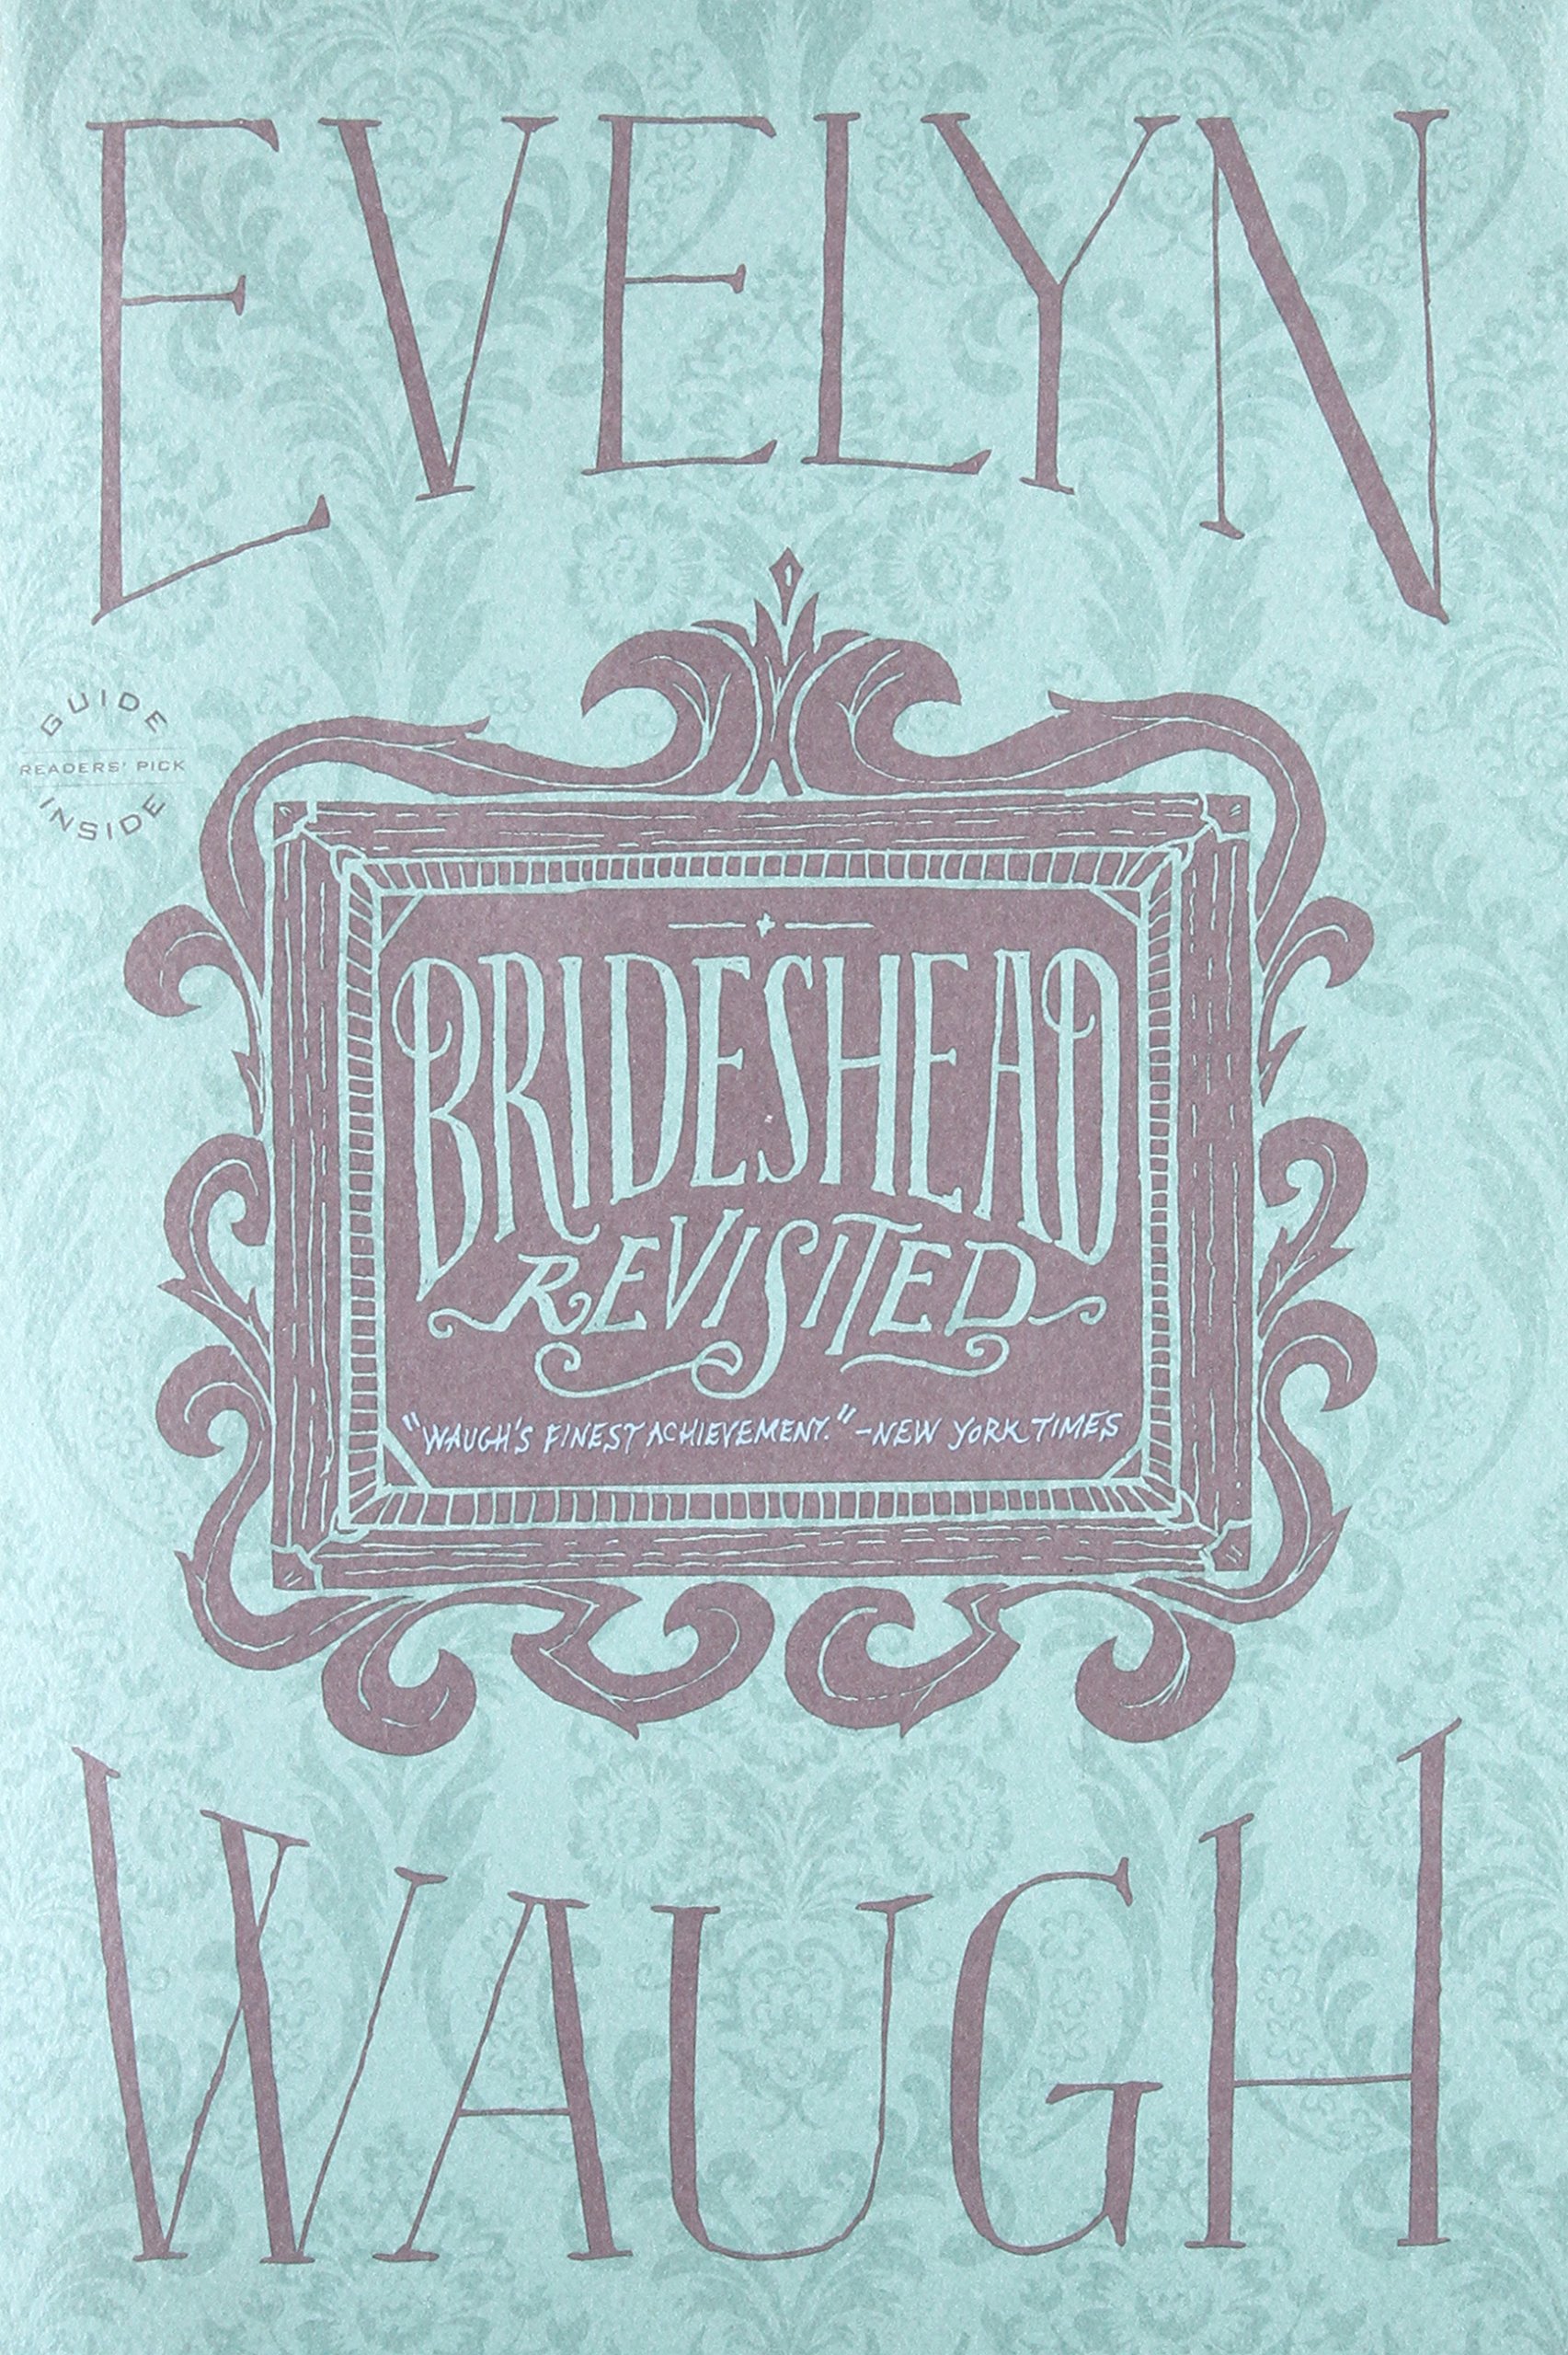 EVELYN
GUIDE
READERS' PICK
INSIDE
BRIDESHEAD
REVISITED
"WAUGH'S FINEST ACHIEVEMENT." –NEW YORK TIMES
WAUGH